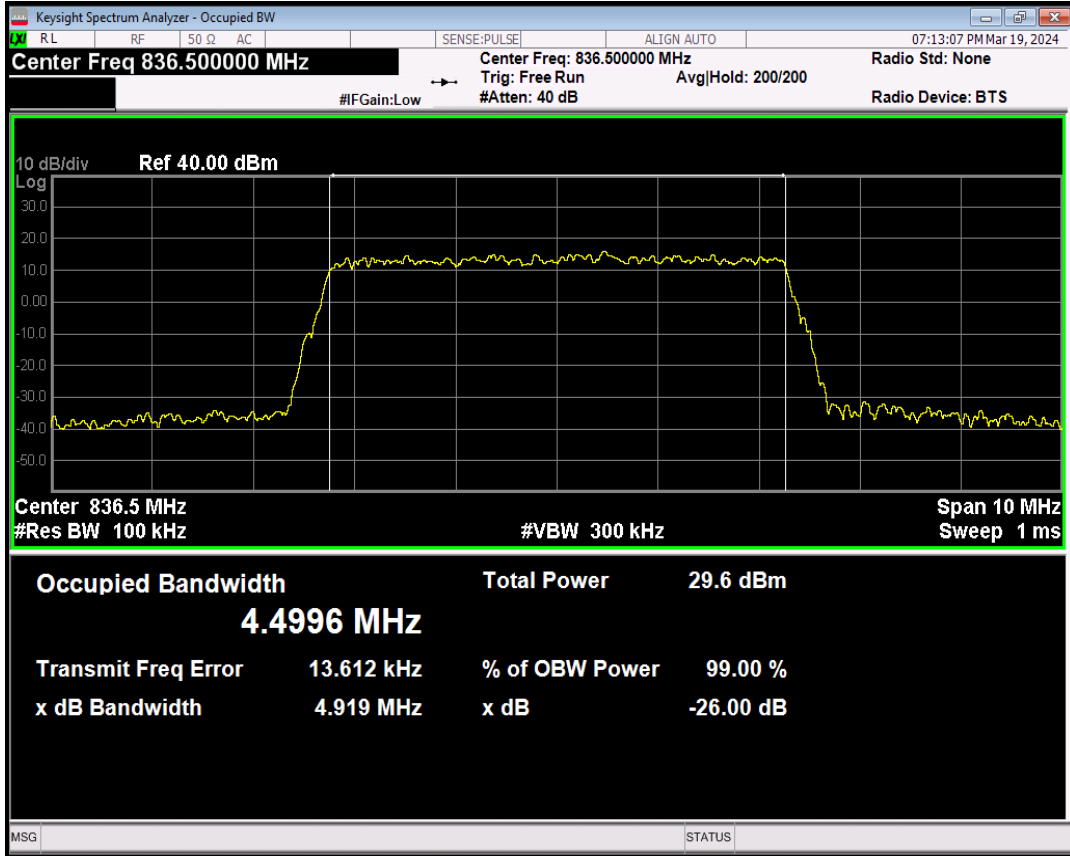 Keysight Spectrum Analyzer - Occupied BW
LXI RL RF 50 Ω AC SENSE:PULSE ALIGN AUTO 07:13:07 PM Mar 19, 2024
Center Freq 836.500000 MHz Center Freq: 836.500000 MHz Radio Std: None
Trig: Free Run Avg|Hold: 200/200
#IFGain:Low #Atten: 40 dB Radio Device: BTS
10 dB/div Ref 40.00 dBm
Log
30.0
20.0
10.0
0.00
-10.0
-20.0
-30.0
-40.0
-50.0
Center 836.5 MHz Span 10 MHz
#Res BW 100 kHz #VBW 300 kHz Sweep 1 ms
Occupied Bandwidth Total Power 29.6 dBm
4.4996 MHz
Transmit Freq Error 13.612 kHz % of OBW Power 99.00 %
x dB Bandwidth 4.919 MHz x dB -26.00 dB
MSG STATUS